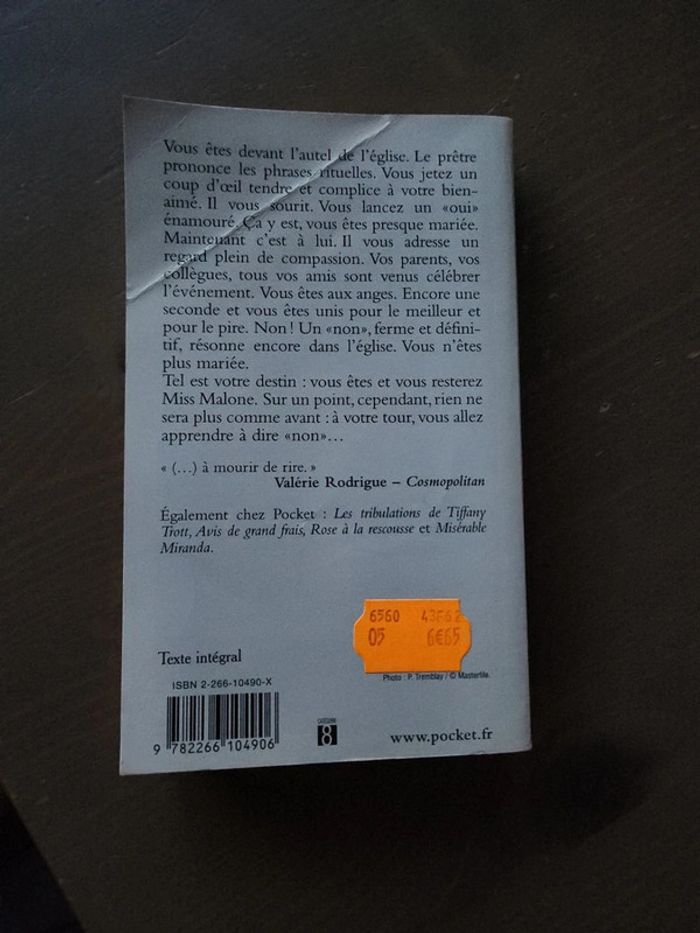 Vous êtes devant l'autel de l'église. Le prêtre
prononce les phrases rituelles. Vous jetez un
coup d'œil tendre et complice à votre bien-
aimé. Il vous sourit. Vous lancez un «oui»
énamouré. Ça y est, vous êtes presque mariée.
Maintenant c'est à lui. Il vous adresse un
regard plein de compassion. Vos parents, vos
collègues, tous vos amis sont venus célébrer
l'événement. Vous êtes aux anges. Encore une
seconde et vous êtes unis pour le meilleur et
pour le pire. Non! Un «non», ferme et défini-
tif, résonne encore dans l'église. Vous n'êtes
plus mariée.
Tel est votre destin : vous êtes et vous resterez
Miss Malone. Sur un point, cependant, rien ne
sera plus comme avant : à votre tour, vous allez
apprendre à dire «non»...
« (...) à mourir de rire. »
Valérie Rodrigue – Cosmopolitan
Également chez Pocket : Les tribulations de Tiffany
Trott, Avis de grand frais, Rose à la rescousse et Misérable
Miranda.
6560 43F62
05 6€65
Texte intégral
Photo : P. Tremblay / © Masterfile.
ISBN 2-266-10490-X
9 782266 104906
CATÉGORIE
8
www.pocket.fr